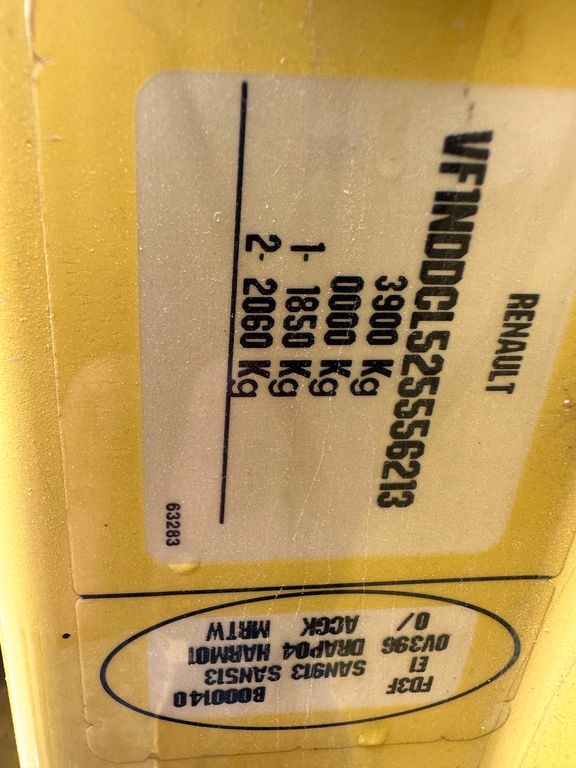 RENAULT
VF1NDDCL525556213
3900 Kg
0000 Kg
1- 1850 Kg
2- 2060 Kg
63283
FD3F B000140
E1 SAN913 SAN513
0V396 DRAP04 HARM01
0/ ACCK MRTW